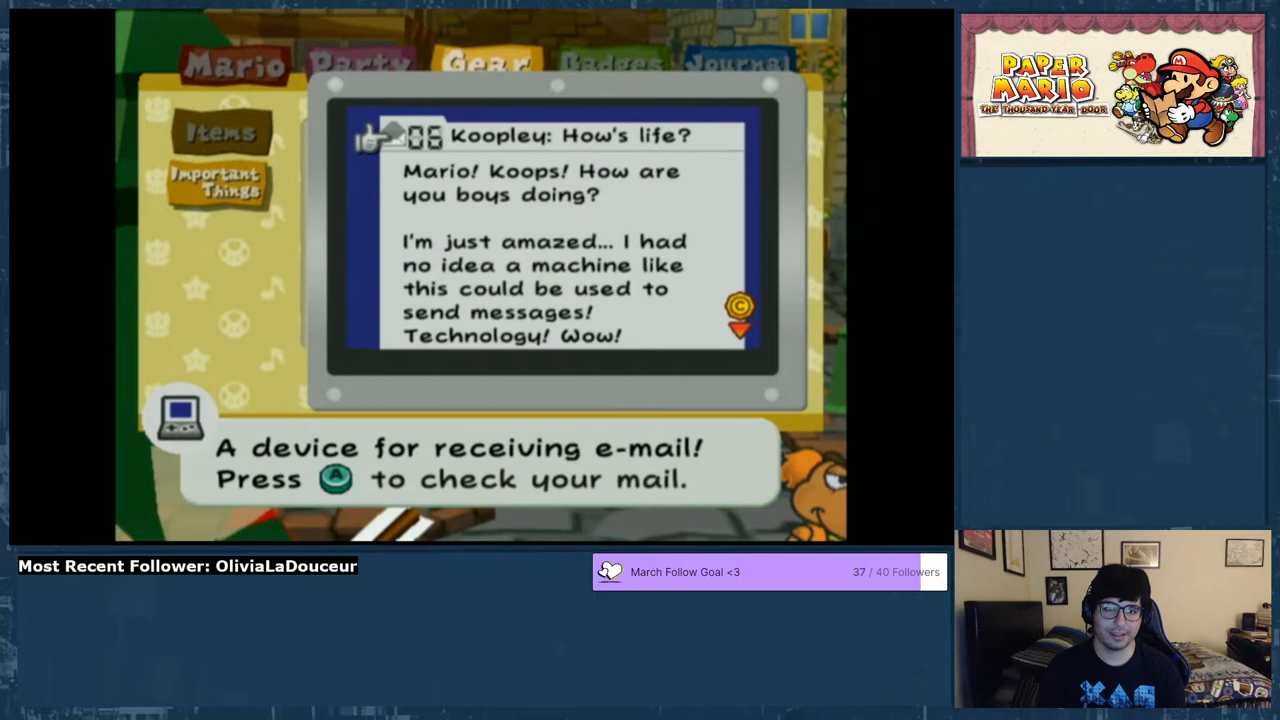 Mario
Party
Gear
Badges
Journal
Items
Important
Things
06 Koopley: How's life?
Mario! Koops! How are
you boys doing?
I'm just amazed... I had
no idea a machine like
this could be used to
send messages!
Technology! Wow!
C
A device for receiving e-mail!
Press A to check your mail.
PAPER
MARIO
THE THOUSAND-YEAR DOOR
Most Recent Follower: OliviaLaDouceur
March Follow Goal <3
37 / 40 Followers